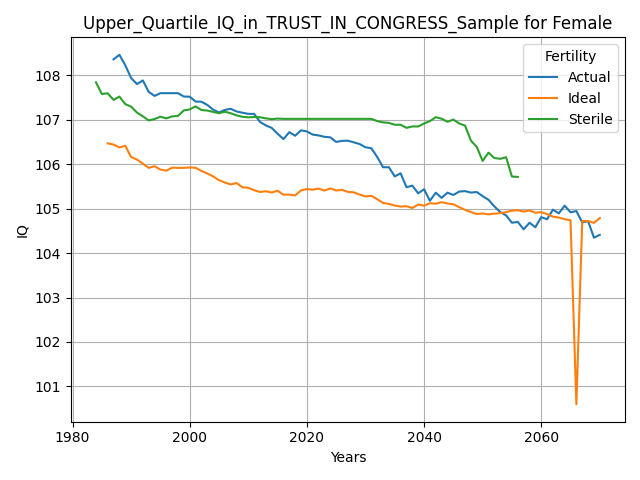 Upper_Quartile_IQ_in_TRUST_IN_CONGRESS_Sample for Female
Fertility
Actual
Ideal
Sterile
108
107
106
105
104
103
102
101
IQ
1980
2000
2020
2040
2060
Years